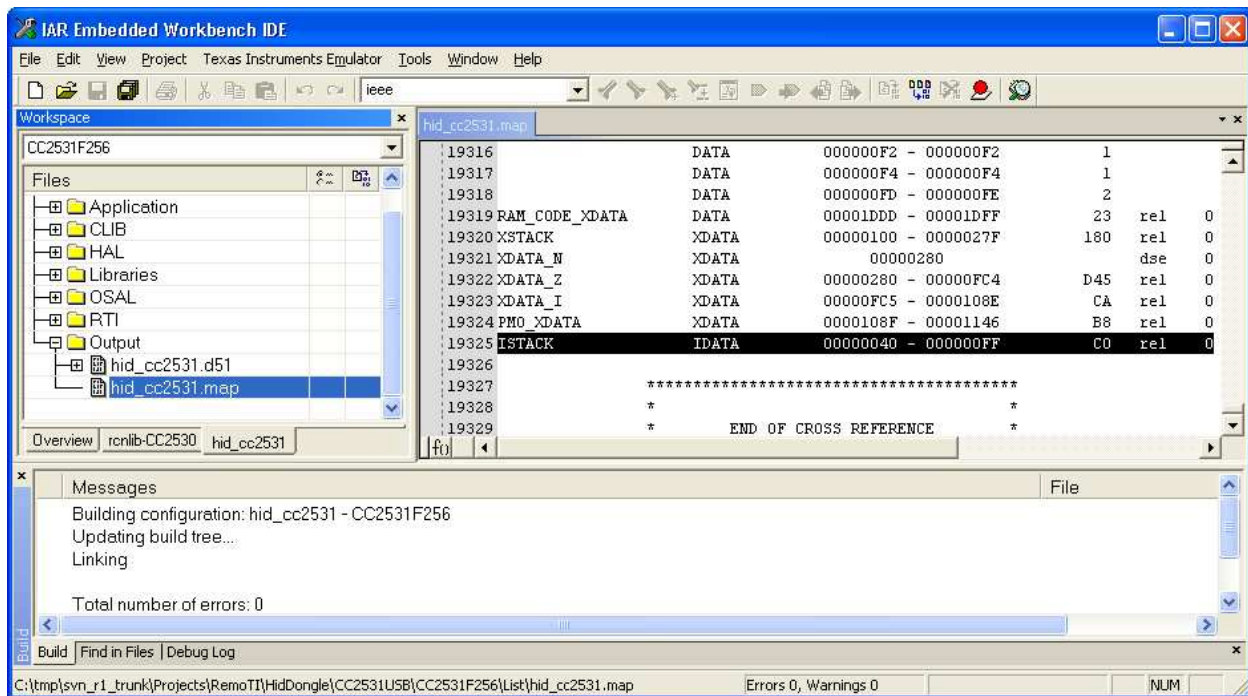 IAR Embedded Workbench IDE
File Edit View Project Texas Instruments Emulator Tools Window Help
ieee
Workspace
CC2531F256
Files
Application
CLIB
HAL
Libraries
OSAL
RTI
Output
hid_cc2531.d51
hid_cc2531.map
Overview rcnlib-CC2530 hid_cc2531
hid_cc2531.map
19316 DATA 000000F2 - 000000F2 1
19317 DATA 000000F4 - 000000F4 1
19318 DATA 000000FD - 000000FE 2
19319 RAM_CODE_XDATA DATA 00001DDD - 00001DFF 23 rel 0
19320 XSTACK XDATA 00000100 - 0000027F 180 rel 0
19321 XDATA_N XDATA 00000280 dse 0
19322 XDATA_Z XDATA 00000280 - 00000FC4 D45 rel 0
19323 XDATA_I XDATA 00000FC5 - 0000108E CA rel 0
19324 PM0_XDATA XDATA 0000108F - 00001146 B8 rel 0
19325 ISTACK IDATA 00000040 - 000000FF C0 rel 0
19326
19327 ****************************************
19328 * *
19329 * END OF CROSS REFERENCE *
f()
Messages File
Building configuration: hid_cc2531 - CC2531F256
Updating build tree...
Linking
Total number of errors: 0
Build
Build Find in Files Debug Log
C:\tmp\svn_r1_trunk\Projects\RemoTI\HidDongle\CC2531USB\CC2531F256\List\hid_cc2531.map Errors 0, Warnings 0 NUM